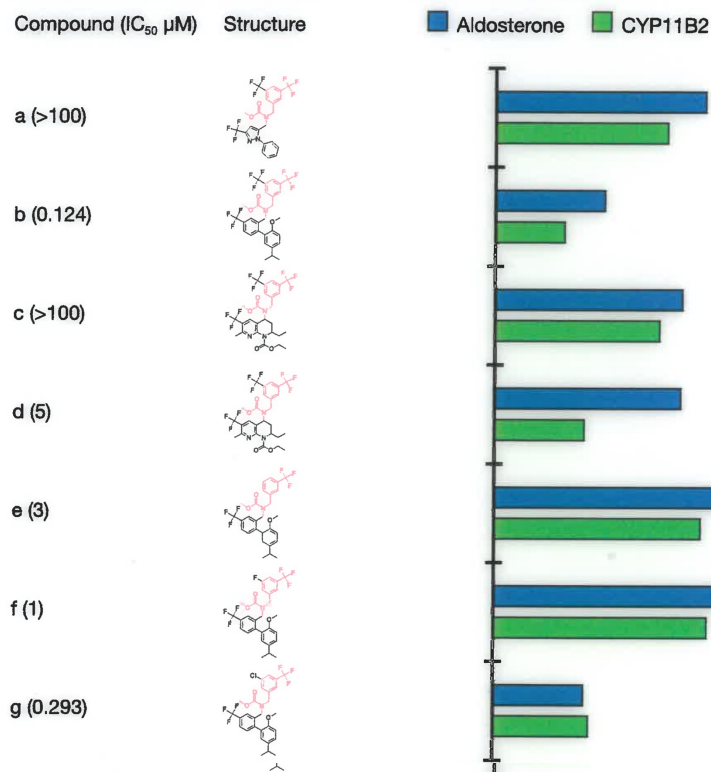 Compound (IC₅₀ µM) Structure Aldosterone CYP11B2
a (>100)
b (0.124)
c (>100)
d (5)
e (3)
f (1)
g (0.293)